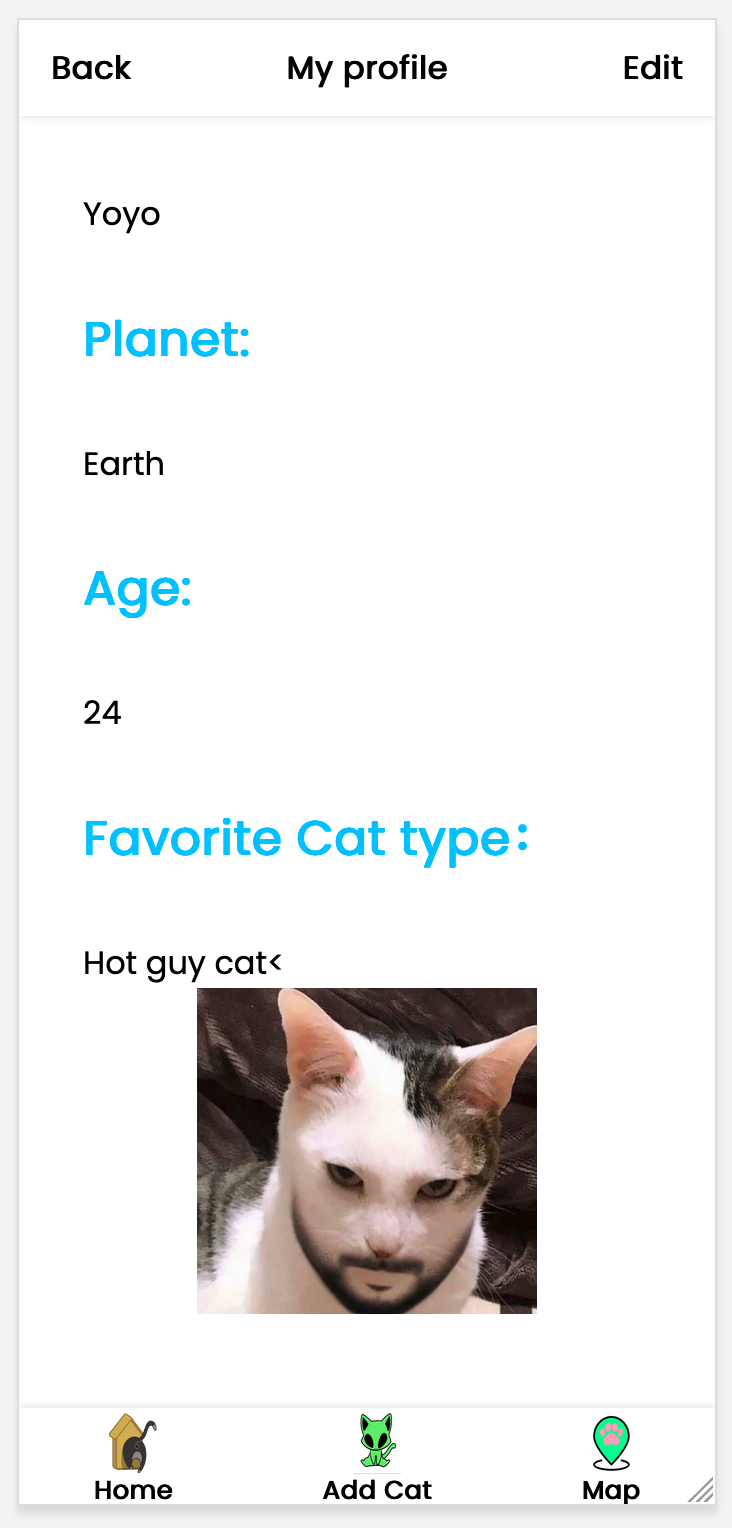 Back My profile Edit
Yoyo
Planet:
Earth
Age:
24
Favorite Cat type：
Hot guy cat<
Home Add Cat Map